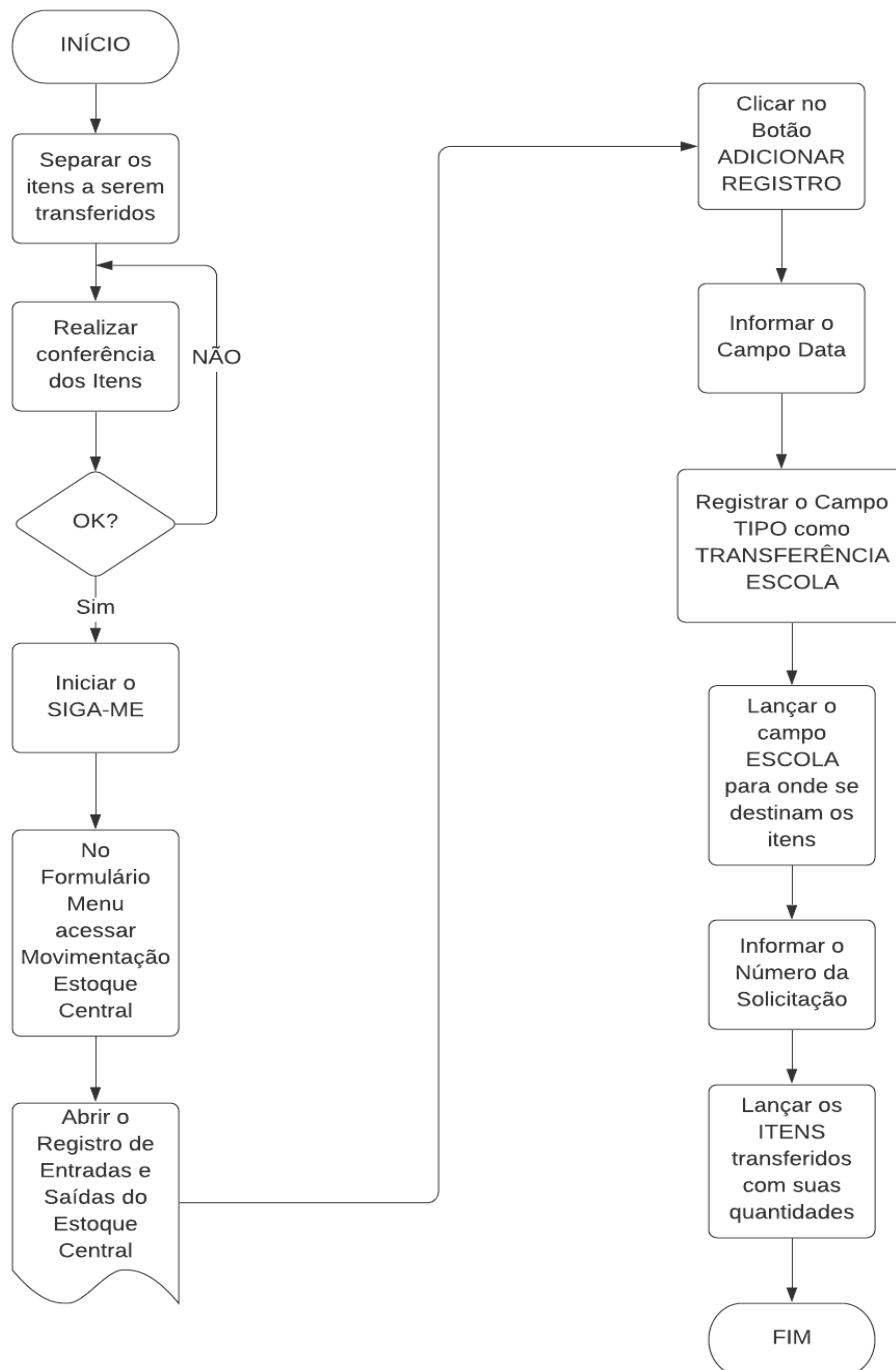 INÍCIO
Separar os
itens a serem
transferidos
Realizar
conferência
dos Itens
NÃO
OK?
Sim
Iniciar o
SIGA-ME
No
Formulário
Menu
acessar
Movimentação
Estoque
Central
Abrir o
Registro de
Entradas e
Saídas do
Estoque
Central
Clicar no
Botão
ADICIONAR
REGISTRO
Informar o
Campo Data
Registrar o Campo
TIPO como
TRANSFERÊNCIA
ESCOLA
Lançar o
campo
ESCOLA
para onde se
destinam os
itens
Informar o
Número da
Solicitação
Lançar os
ITENS
transferidos
com suas
quantidades
FIM